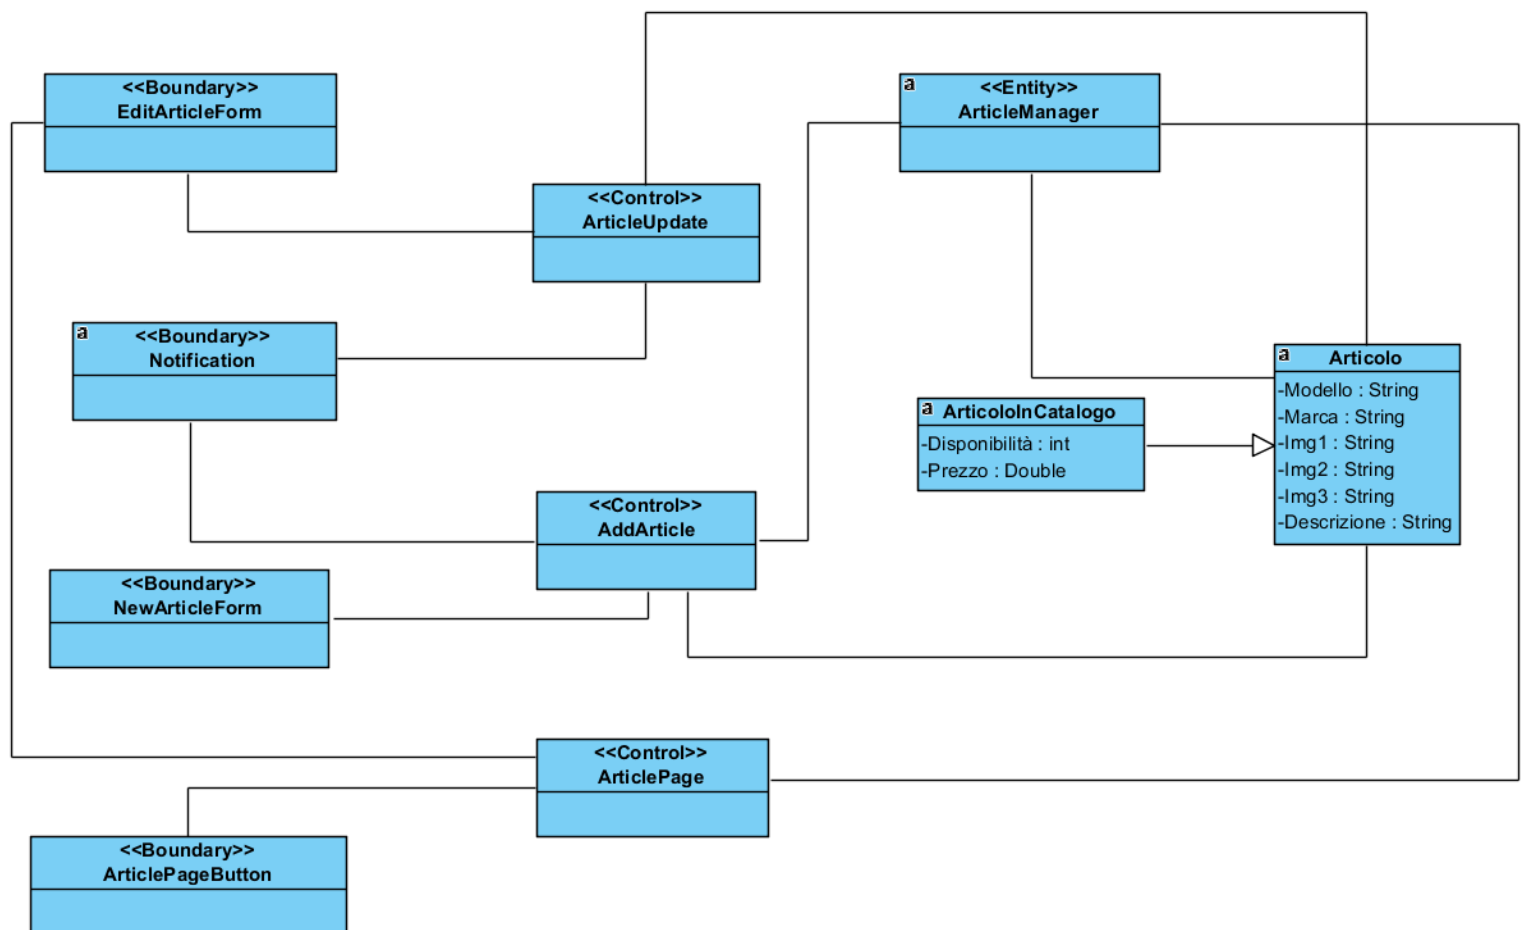 <<Boundary>>
EditArticleForm
a
<<Entity>>
ArticleManager
<<Control>>
ArticleUpdate
a
<<Boundary>>
Notification
a
Articolo
-Modello : String
-Marca : String
-Img1 : String
-Img2 : String
-Img3 : String
-Descrizione : String
a
ArticoloInCatalogo
-Disponibilità : int
-Prezzo : Double
<<Control>>
AddArticle
<<Boundary>>
NewArticleForm
<<Control>>
ArticlePage
<<Boundary>>
ArticlePageButton